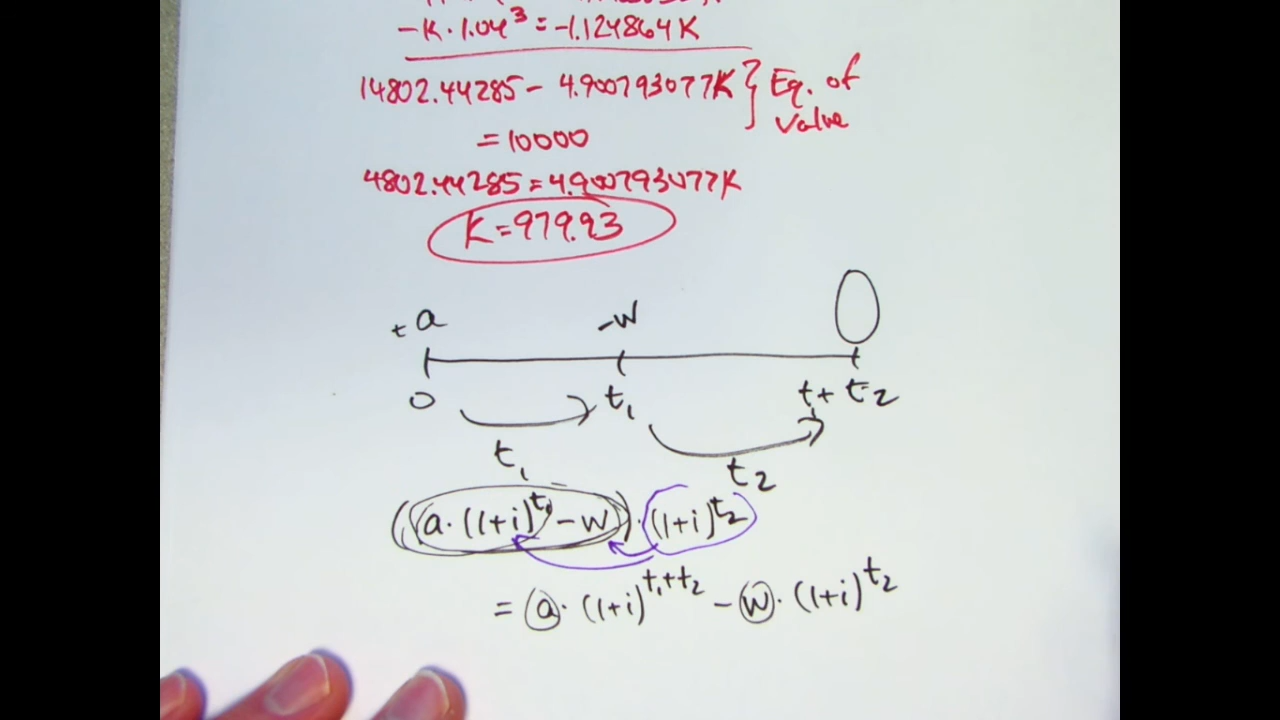 -K·1.04³ = -1.124864K
14802.44285 - 4.900793077K } Eq. of
= 10000 Value
4802.44285 = 4.900793077K
K = 979.93
+a -w
0 t₁ t₁+t₂
t₁ t₂
((a·(1+i)^t₁ - w)·(1+i)^t₂
= a·(1+i)^t₁+t₂ - w·(1+i)^t₂